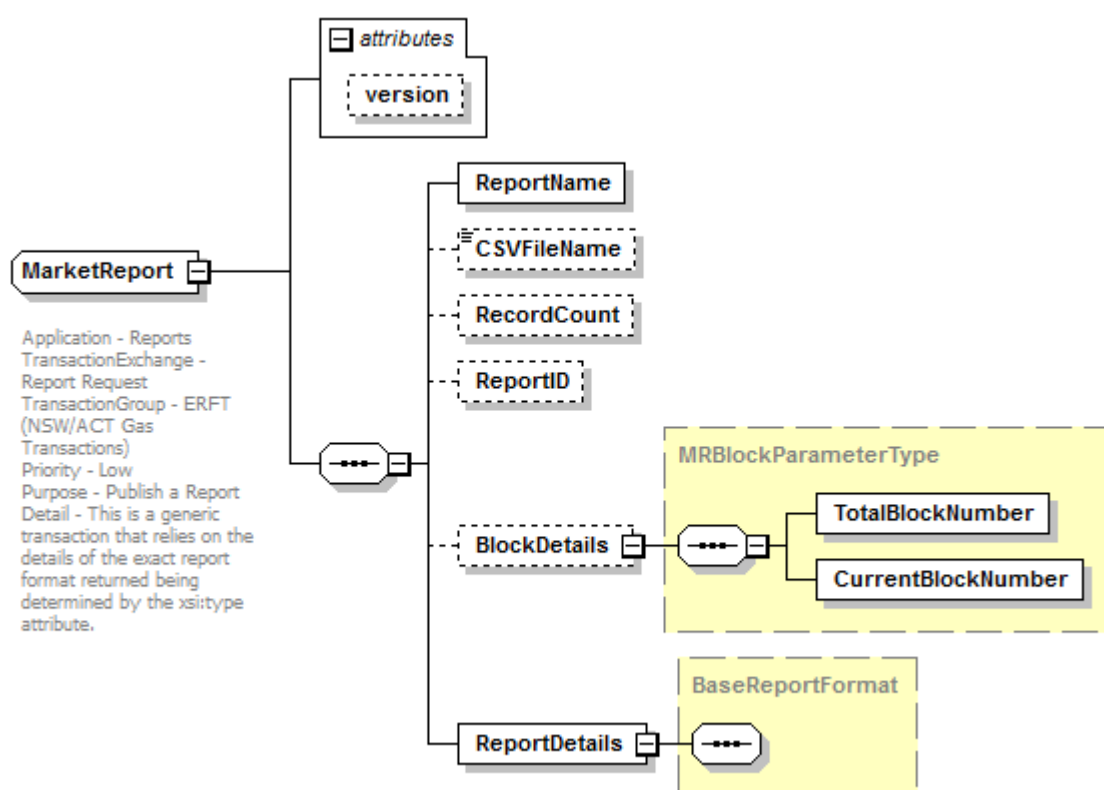 attributes
version
ReportName
CSVFileName
MarketReport
RecordCount
Application - Reports
TransactionExchange -
Report Request
TransactionGroup - ERFT
(NSW/ACT Gas
Transactions)
Priority - Low
Purpose - Publish a Report
Detail - This is a generic
transaction that relies on the
details of the exact report
format returned being
determined by the xsi:type
attribute.
ReportID
MRBlockParameterType
TotalBlockNumber
BlockDetails
CurrentBlockNumber
BaseReportFormat
ReportDetails